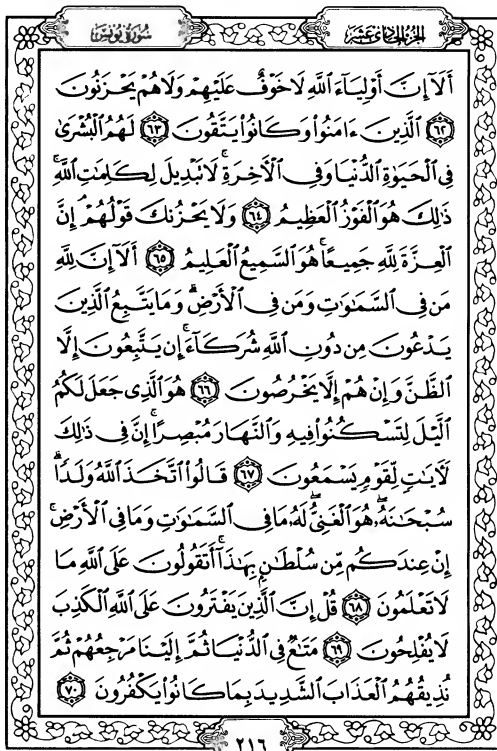 الجزء الحادي عشر
سورة يونس
أَلَآ إِنَّ أَوْلِيَآءَ ٱللَّهِ لَا خَوْفٌ عَلَيْهِمْ وَلَا هُمْ يَحْزَنُونَ
﴿٦٢﴾ ٱلَّذِينَ ءَامَنُوا۟ وَكَانُوا۟ يَتَّقُونَ ﴿٦٣﴾ لَهُمُ ٱلْبُشْرَىٰ
فِى ٱلْحَيَوٰةِ ٱلدُّنْيَا وَفِى ٱلْأَخِرَةِ ۚ لَا تَبْدِيلَ لِكَلِمَٰتِ ٱللَّهِ ۚ
ذَٰلِكَ هُوَ ٱلْفَوْزُ ٱلْعَظِيمُ ﴿٦٤﴾ وَلَا يَحْزُنكَ قَوْلُهُمْ ۘ إِنَّ
ٱلْعِزَّةَ لِلَّهِ جَمِيعًا ۚ هُوَ ٱلسَّمِيعُ ٱلْعَلِيمُ ﴿٦٥﴾ أَلَآ إِنَّ لِلَّهِ
مَن فِى ٱلسَّمَٰوَٰتِ وَمَن فِى ٱلْأَرْضِ ۗ وَمَا يَتَّبِعُ ٱلَّذِينَ
يَدْعُونَ مِن دُونِ ٱللَّهِ شُرَكَآءَ ۚ إِن يَتَّبِعُونَ إِلَّا
ٱلظَّنَّ وَإِنْ هُمْ إِلَّا يَخْرُصُونَ ﴿٦٦﴾ هُوَ ٱلَّذِى جَعَلَ لَكُمُ
ٱلَّيْلَ لِتَسْكُنُوا۟ فِيهِ وَٱلنَّهَارَ مُبْصِرًا ۚ إِنَّ فِى ذَٰلِكَ
لَأَيَٰتٍ لِّقَوْمٍ يَسْمَعُونَ ﴿٦٧﴾ قَالُوا۟ ٱتَّخَذَ ٱللَّهُ وَلَدًا ۗ
سُبْحَٰنَهُۥ ۖ هُوَ ٱلْغَنِىُّ ۖ لَهُۥ مَا فِى ٱلسَّمَٰوَٰتِ وَمَا فِى ٱلْأَرْضِ ۚ
إِنْ عِندَكُم مِّن سُلْطَٰنٍۭ بِهَٰذَآ ۚ أَتَقُولُونَ عَلَى ٱللَّهِ مَا
لَا تَعْلَمُونَ ﴿٦٨﴾ قُلْ إِنَّ ٱلَّذِينَ يَفْتَرُونَ عَلَى ٱللَّهِ ٱلْكَذِبَ
لَا يُفْلِحُونَ ﴿٦٩﴾ مَتَٰعٌ فِى ٱلدُّنْيَا ثُمَّ إِلَيْنَا مَرْجِعُهُمْ ثُمَّ
نُذِيقُهُمُ ٱلْعَذَابَ ٱلشَّدِيدَ بِمَا كَانُوا۟ يَكْفُرُونَ ﴿٧٠﴾
٢١٦